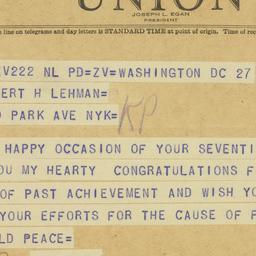 UNION
JOSEPH L. EGAN
PRESIDENT
line on telegrams and day letters is STANDARD TIME at point of origin. Time of rec
V222 NL PD=ZV=WASHINGTON DC 27
ERT H LEHMAN=
PARK AVE NYK=
KP
HAPPY OCCASION OF YOUR SEVENTI
OU MY HEARTY CONGRATULATIONS F
OF PAST ACHIEVEMENT AND WISH YO
YOUR EFFORTS FOR THE CAUSE OF F
LD PEACE=